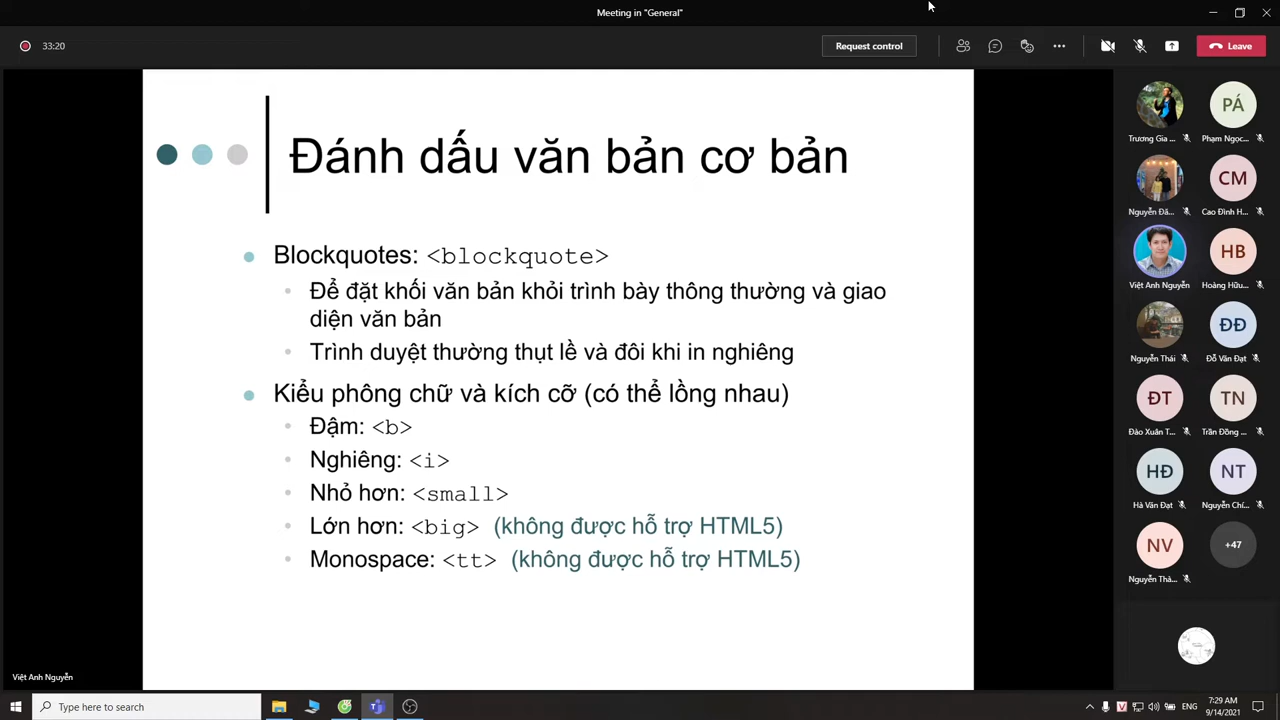 Meeting in "General"
33:20
Request control
Leave
Đánh dấu văn bản cơ bản
Blockquotes: <blockquote>
Để đặt khối văn bản khỏi trình bày thông thường và giao
diện văn bản
Trình duyệt thường thụt lề và đôi khi in nghiêng
Kiểu phông chữ và kích cỡ (có thể lồng nhau)
Đậm: <b>
Nghiêng: <i>
Nhỏ hơn: <small>
Lớn hơn: <big> (không được hỗ trợ HTML5)
Monospace: <tt> (không được hỗ trợ HTML5)
Việt Anh Nguyễn
PÁ
Trương Gia ...
Phạm Ngọc...
CM
Nguyễn Đă...
Cao Đình H...
HB
Việt Anh Nguyễn
Hoàng Hữu...
ĐĐ
Nguyễn Thái
Đỗ Văn Đạt
ĐT
TN
Đào Xuân T...
Trần Đồng ...
HĐ
NT
Hà Văn Đạt
Nguyễn Chí...
NV
+47
Nguyễn Thà...
Type here to search
V
7:29 AM
9/14/2021